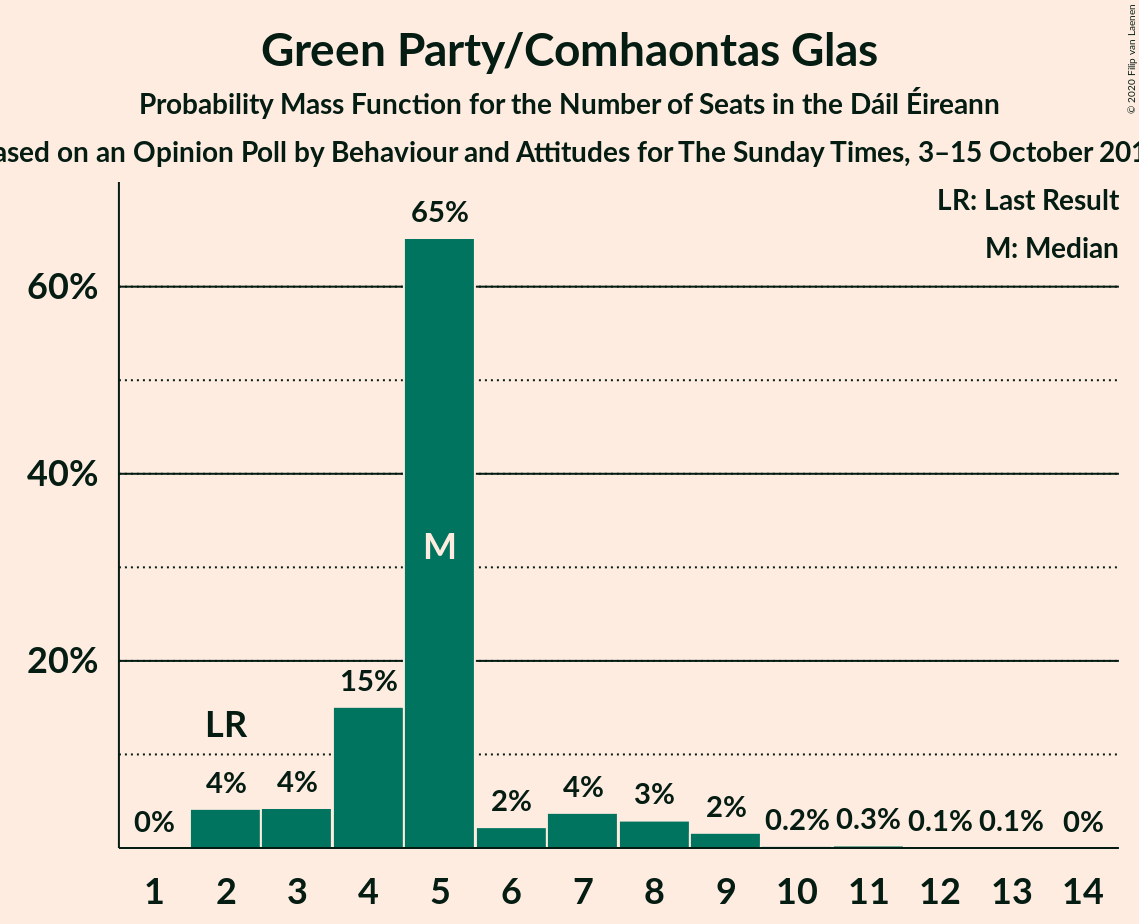 Green Party/Comhaontas Glas
Probability Mass Function for the Number of Seats in the Dáil Éireann
on an Opinion Poll by Behaviour and Attitudes for The Sunday Times, 3–15 October
© 2020 Filip van Laenen
LR: Last Result
M: Median
65%
60%
40%
M
20%
15%
LR
4%
4%
2%
4%
3%
2%
0%
0.2%
0.3%
0.1%
0.1%
0%
1 2 3 4 5 6 7 8 9 10 11 12 13 14